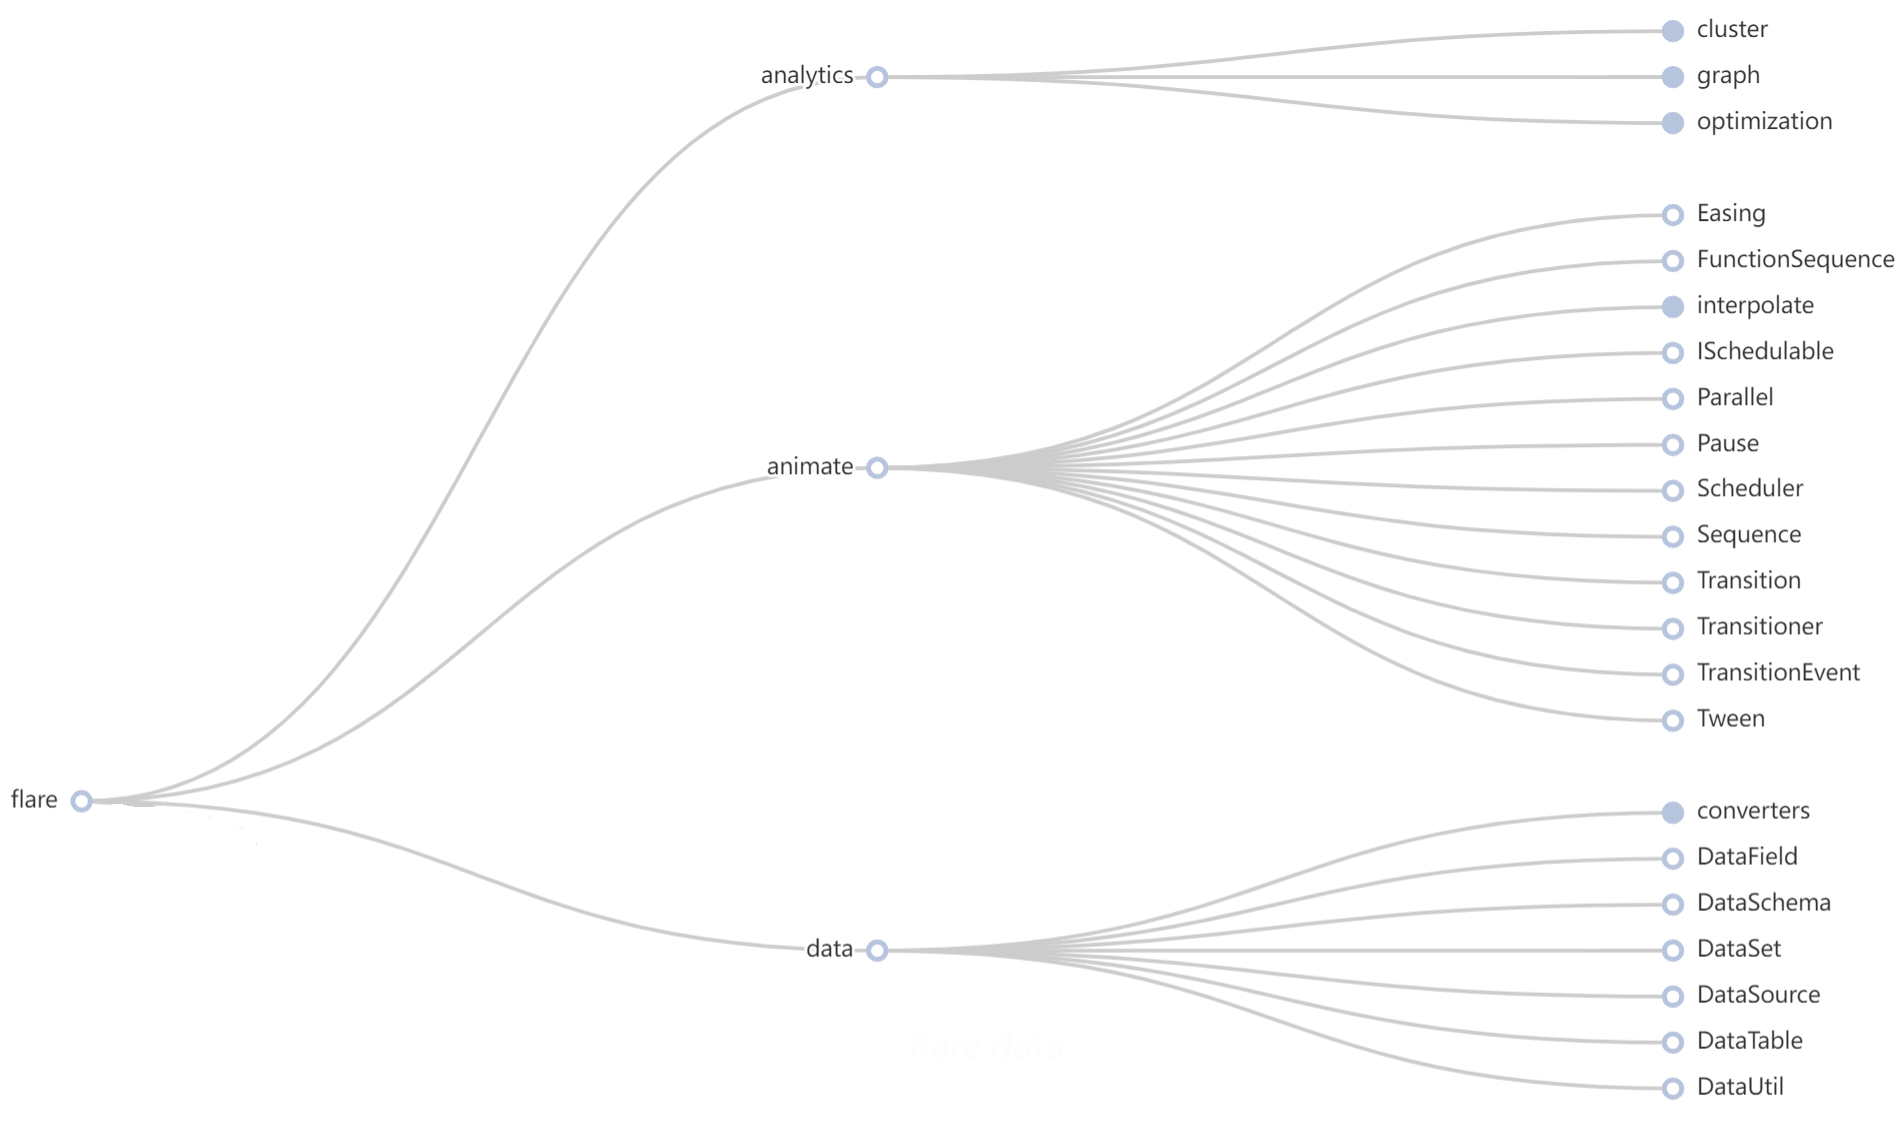 flare
analytics
cluster
graph
optimization
animate
Easing
FunctionSequence
interpolate
ISchedulable
Parallel
Pause
Scheduler
Sequence
Transition
Transitioner
TransitionEvent
Tween
data
converters
DataField
DataSchema
DataSet
DataSource
DataTable
DataUtil